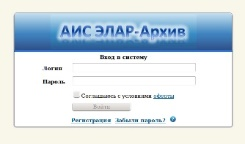 АИС ЭЛАР-Архив
Вход в систему
Логин
Пароль
Соглашаюсь с условиями оферты
Войти
Регистрация Забыли пароль? ?